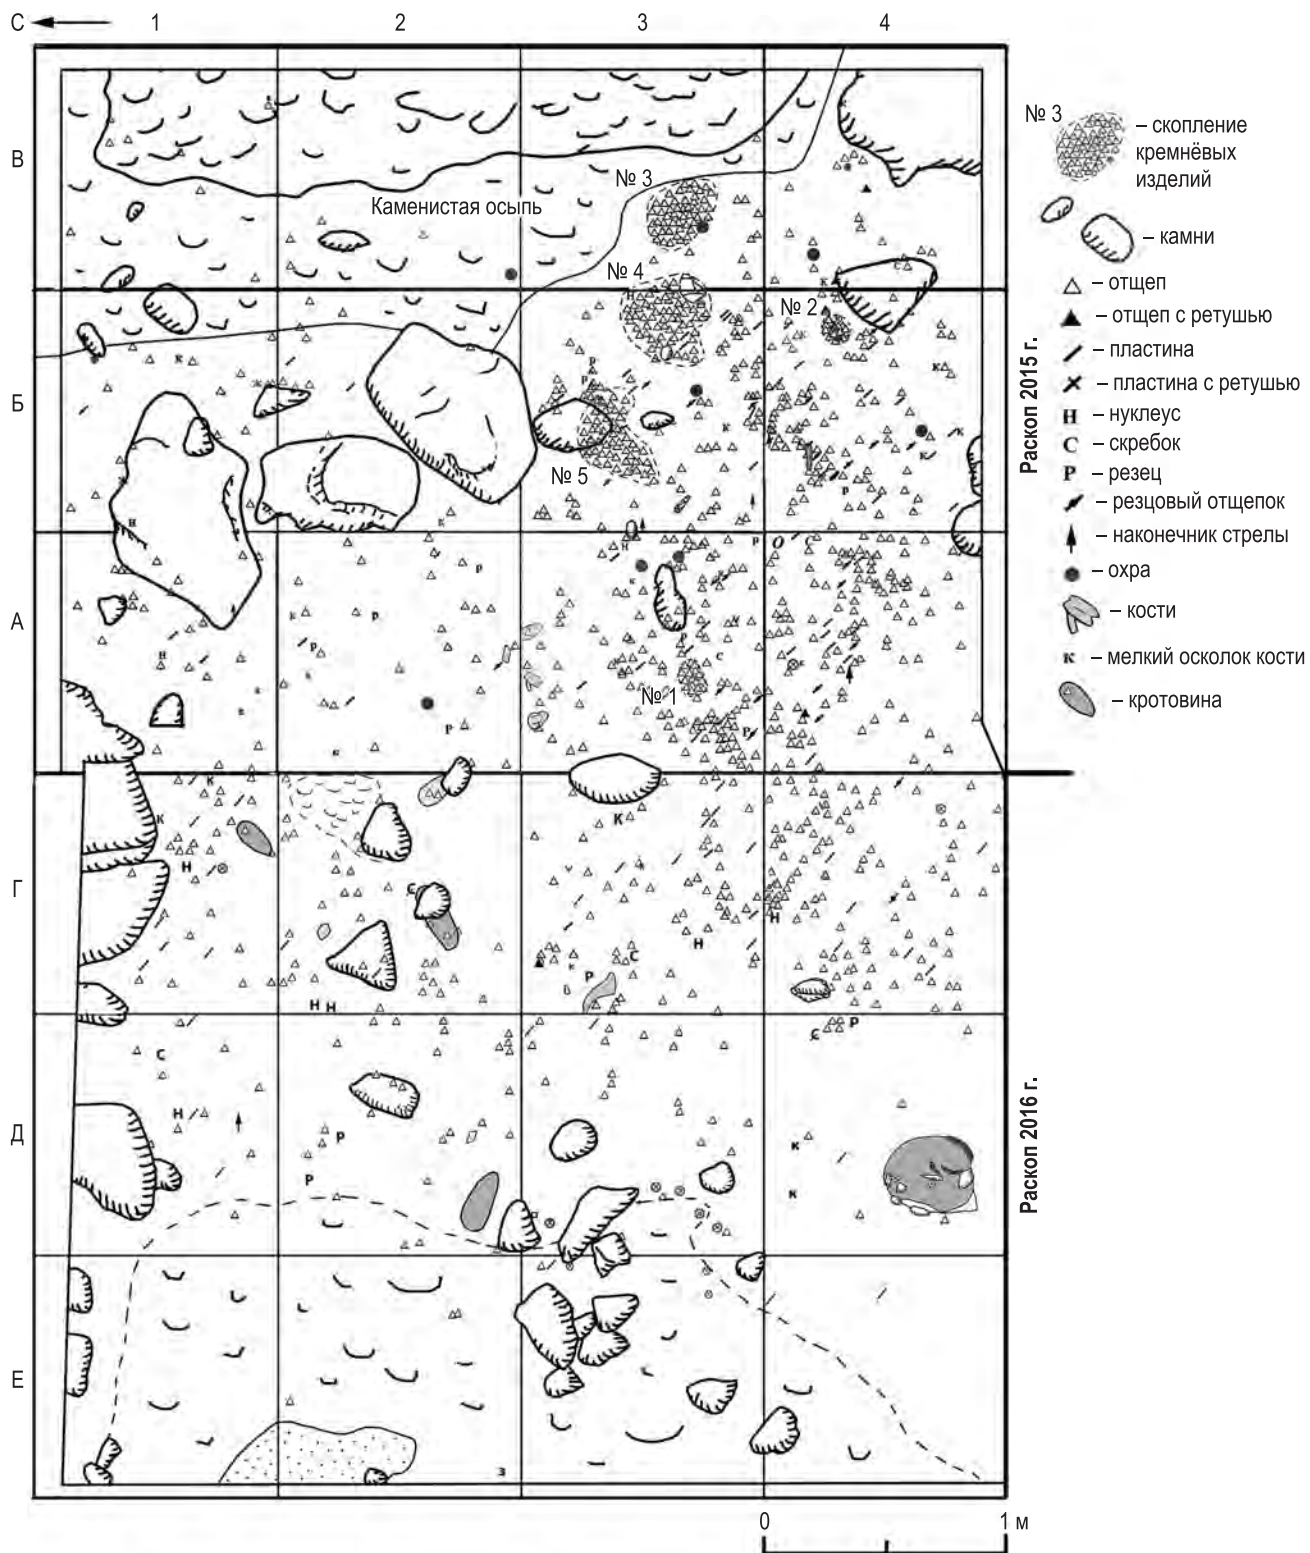 С
1
2
3
4
В
Б
А
Г
Д
Е
Каменистая осыпь
№ 3
№ 4
№ 2
№ 5
№ 1
№ 3
– скопление
кремнёвых
изделий
– камни
– отщеп
– отщеп с ретушью
– пластина
– пластина с ретушью
Н – нуклеус
С – скребок
Р – резец
– резцовый отщепок
– наконечник стрелы
– охра
– кости
К – мелкий осколок кости
– кротовина
Раскоп 2015 г.
Раскоп 2016 г.
0
1 м